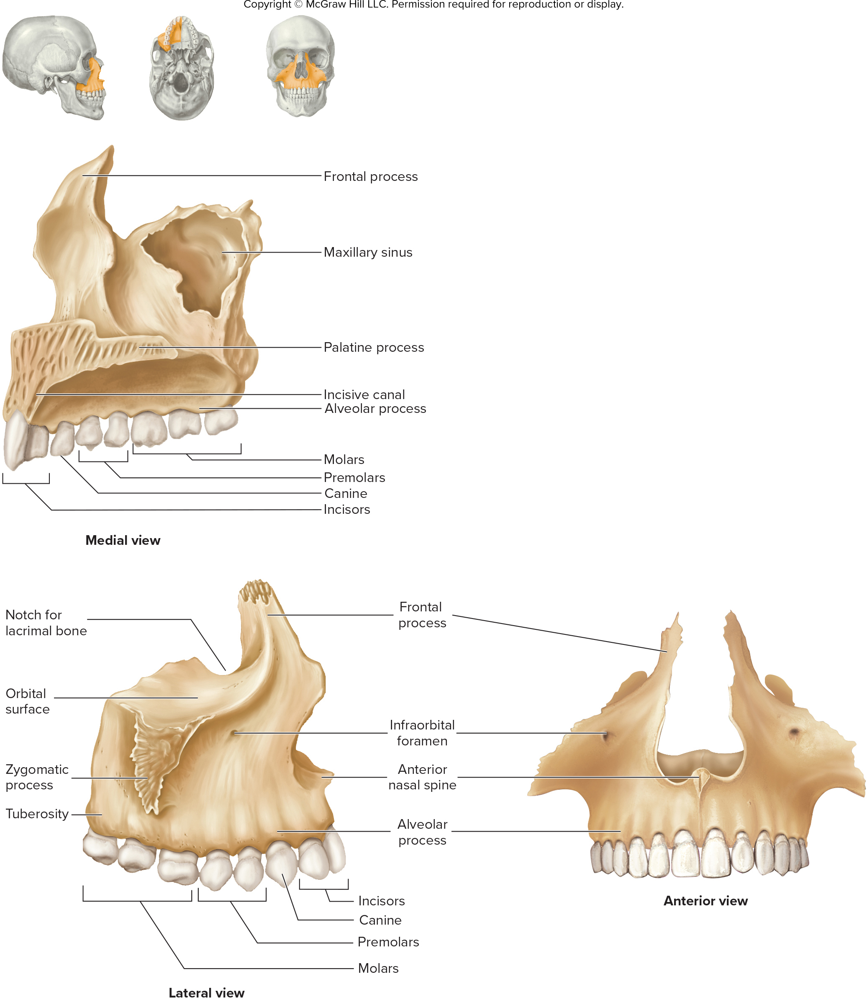 Copyright © McGraw Hill LLC. Permission required for reproduction or display.
Frontal process
Maxillary sinus
Palatine process
Incisive canal
Alveolar process
Molars
Premolars
Canine
Incisors
Medial view
Notch for
lacrimal bone
Orbital
surface
Zygomatic
process
Tuberosity
Frontal
process
Infraorbital
foramen
Anterior
nasal spine
Alveolar
process
Incisors
Canine
Premolars
Molars
Lateral view
Anterior view